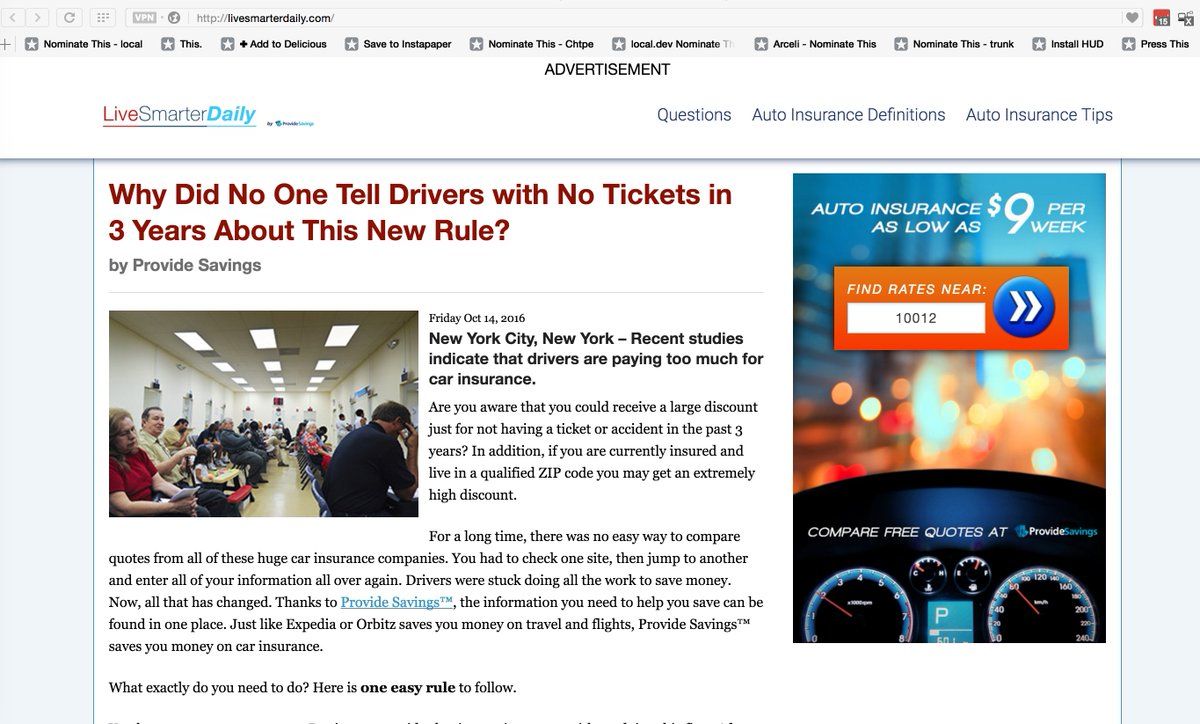 VPN http://livesmarterdaily.com/ 15
Nominate This - local This. + Add to Delicious Save to Instapaper Nominate This - Chtpe local.dev Nominate Th Arceli - Nominate This Nominate This - trunk Install HUD Press This
ADVERTISEMENT
LiveSmarterDaily by ProvideSavings
Questions Auto Insurance Definitions Auto Insurance Tips
Why Did No One Tell Drivers with No Tickets in
3 Years About This New Rule?
by Provide Savings
Friday Oct 14, 2016
New York City, New York – Recent studies
indicate that drivers are paying too much for
car insurance.
Are you aware that you could receive a large discount
just for not having a ticket or accident in the past 3
years? In addition, if you are currently insured and
live in a qualified ZIP code you may get an extremely
high discount.
For a long time, there was no easy way to compare
quotes from all of these huge car insurance companies. You had to check one site, then jump to another
and enter all of your information all over again. Drivers were stuck doing all the work to save money.
Now, all that has changed. Thanks to Provide Savings™, the information you need to help you save can be
found in one place. Just like Expedia or Orbitz saves you money on travel and flights, Provide Savings™
saves you money on car insurance.
What exactly do you need to do? Here is one easy rule to follow.
AUTO INSURANCE $9 PER
AS LOW AS WEEK
FIND RATES NEAR:
10012
COMPARE FREE QUOTES AT ProvideSavings